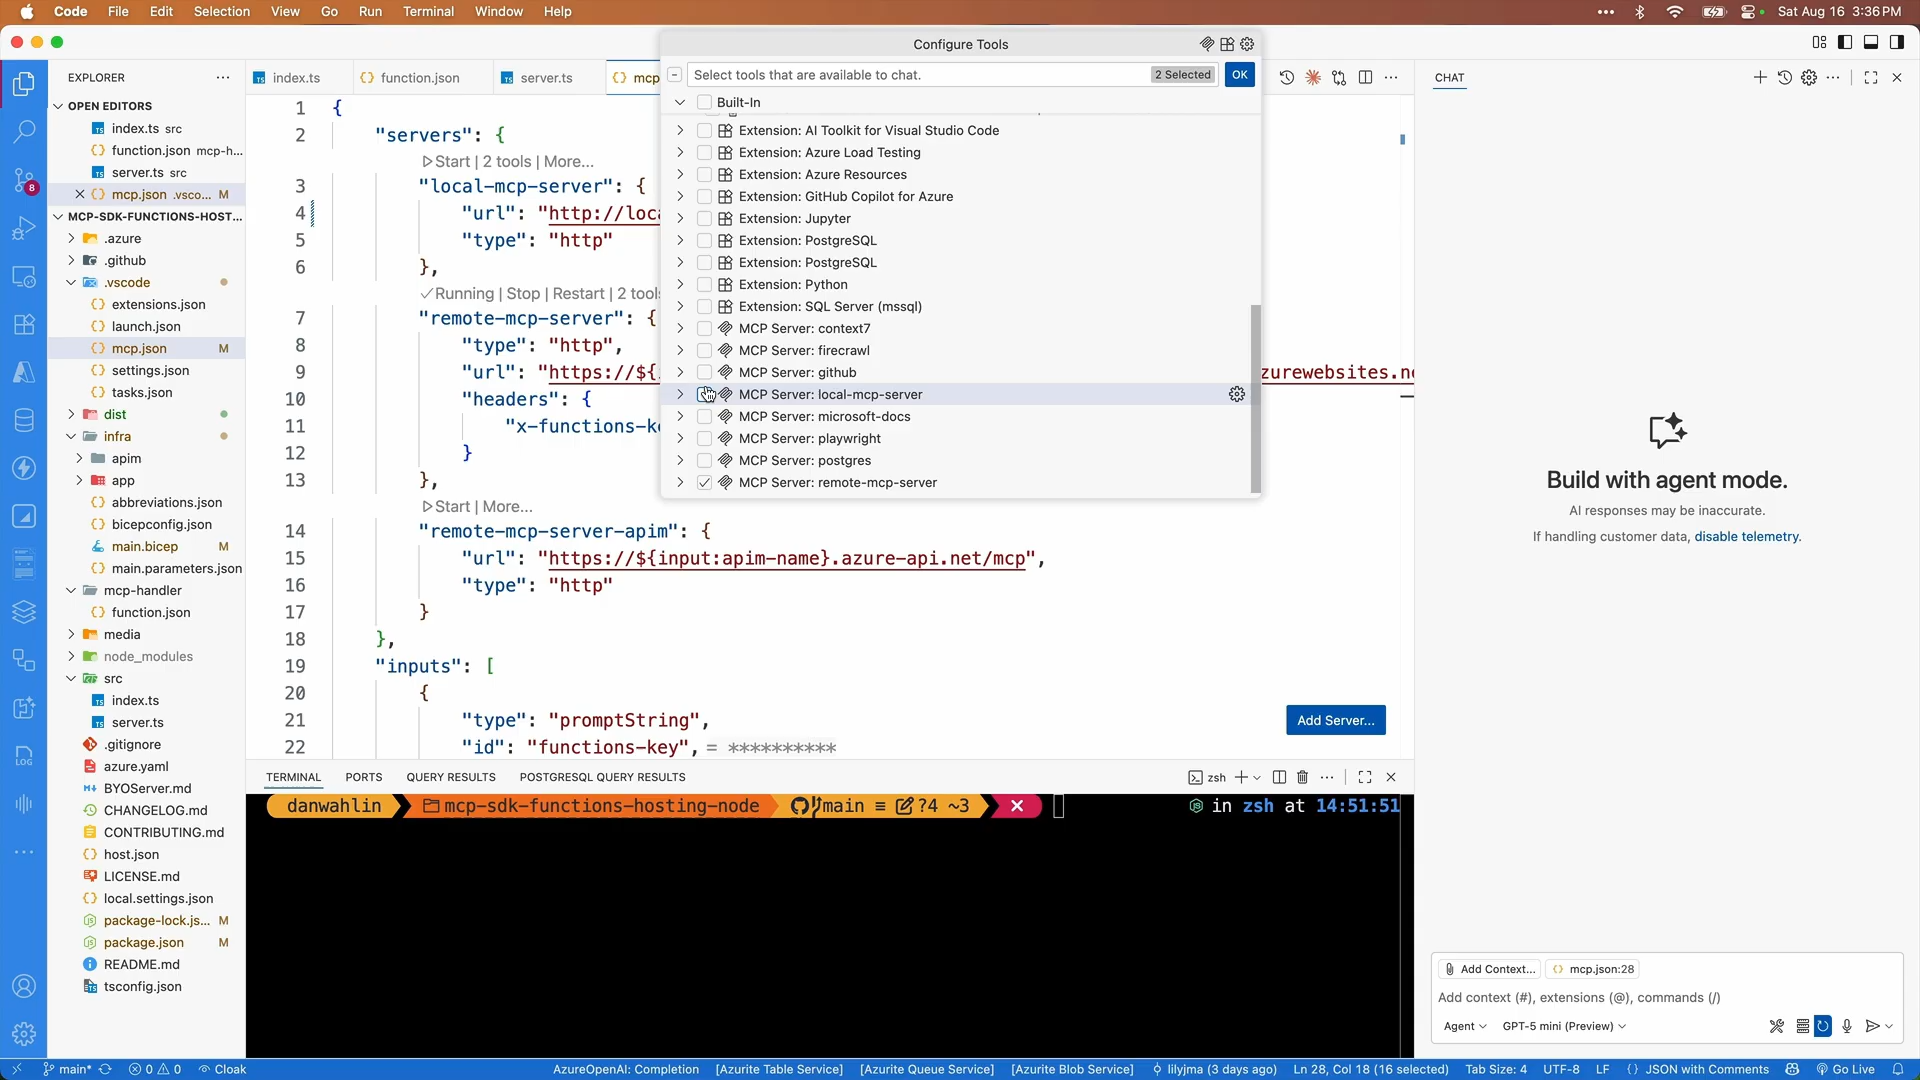 Code File Edit Selection View Go Run Terminal Window Help
Sat Aug 16 3:36 PM
Configure Tools
Select tools that are available to chat.
2 Selected
OK
Built-In
Extension: AI Toolkit for Visual Studio Code
Extension: Azure Load Testing
Extension: Azure Resources
Extension: GitHub Copilot for Azure
Extension: Jupyter
Extension: PostgreSQL
Extension: PostgreSQL
Extension: Python
Extension: SQL Server (mssql)
MCP Server: context7
MCP Server: firecrawl
MCP Server: github
MCP Server: local-mcp-server
MCP Server: microsoft-docs
MCP Server: playwright
MCP Server: postgres
MCP Server: remote-mcp-server
EXPLORER
OPEN EDITORS
index.ts src
function.json mcp-h...
server.ts src
mcp.json .vsco... M
MCP-SDK-FUNCTIONS-HOST...
.azure
.github
.vscode
extensions.json
launch.json
mcp.json M
settings.json
tasks.json
dist
infra
apim
app
abbreviations.json
bicepconfig.json
main.bicep M
main.parameters.json
mcp-handler
function.json
media
node_modules
src
index.ts
server.ts
.gitignore
azure.yaml
BYOServer.md
CHANGELOG.md
CONTRIBUTING.md
host.json
LICENSE.md
local.settings.json
package-lock.js... M
package.json M
README.md
tsconfig.json
8
LOG
index.ts
function.json
server.ts
mcp
1 {
2 "servers": {
Start | 2 tools | More...
3 "local-mcp-server": {
4 "url": "http://loca
5 "type": "http"
6 },
✓Running | Stop | Restart | 2 tools
7 "remote-mcp-server": {
8 "type": "http",
9 "url": "https://${ zurewebsites.ne
10 "headers": {
11 "x-functions-k
12 }
13 },
Start | More...
14 "remote-mcp-server-apim": {
15 "url": "https://${input:apim-name}.azure-api.net/mcp",
16 "type": "http"
17 }
18 },
19 "inputs": [
20 {
21 "type": "promptString",
22 "id": "functions-key", = **********
Add Server...
TERMINAL PORTS QUERY RESULTS POSTGRESQL QUERY RESULTS
zsh
danwahlin mcp-sdk-functions-hosting-node main ≡ ?4 ~3 ✕ in zsh at 14:51:51
CHAT
Build with agent mode.
AI responses may be inaccurate.
If handling customer data, disable telemetry.
Add Context... mcp.json:28
Add context (#), extensions (@), commands (/)
Agent GPT-5 mini (Preview)
main* 0 0 Cloak
AzureOpenAI: Completion [Azurite Table Service] [Azurite Queue Service] [Azurite Blob Service] lilyjma (3 days ago) Ln 28, Col 18 (16 selected) Tab Size: 4 UTF-8 LF {} JSON with Comments Go Live